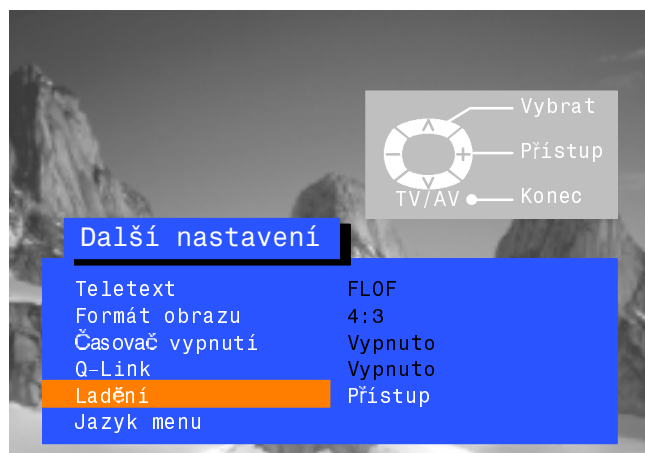 Vybrat
Přístup
TV/AV Konec
Další nastavení
Teletext FLOF
Formát obrazu 4:3
Časovač vypnutí Vypnuto
Q-Link Vypnuto
Ladění Přístup
Jazyk menu